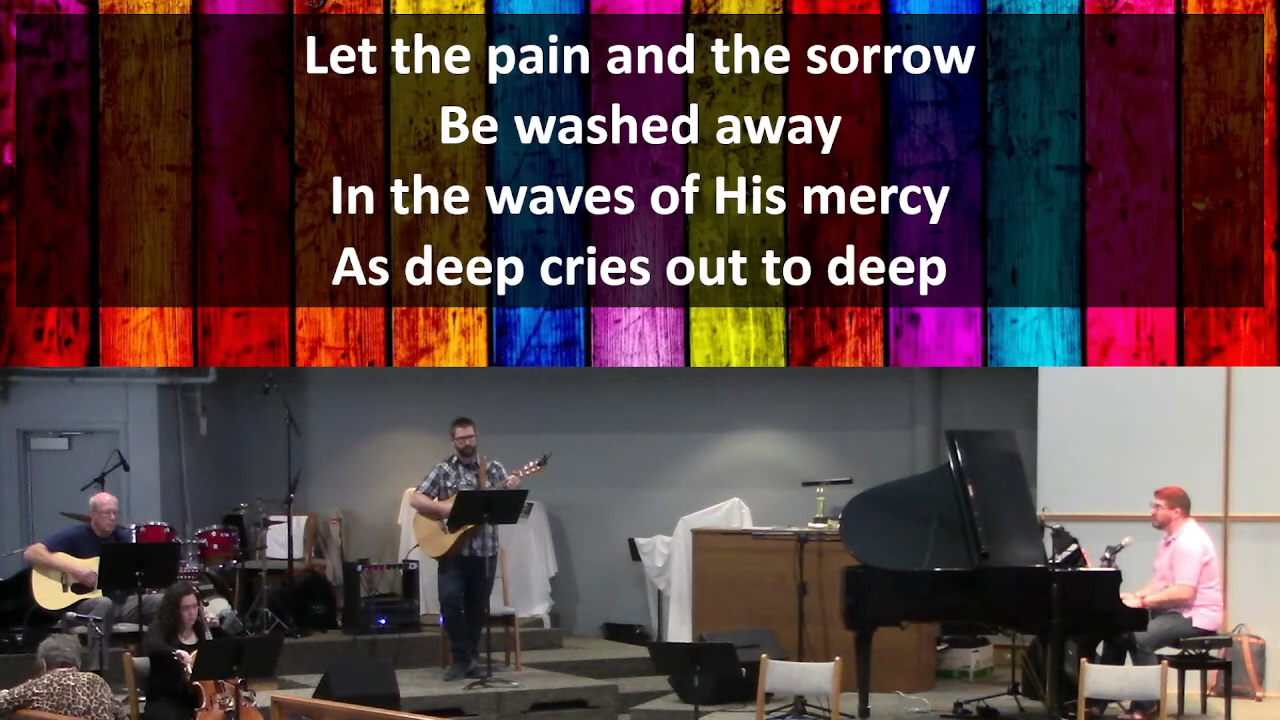 Let the pain and the sorrow
Be washed away
In the waves of His mercy
As deep cries out to deep